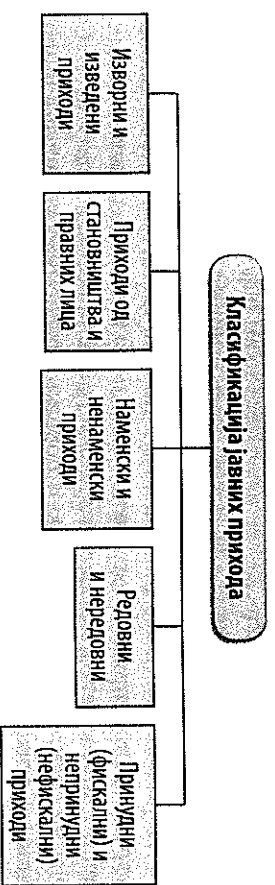 Класификација јавних прихода
Изворни и
изведени
приходи
Приходи од
становништва и
правних лица
Наменски и
ненаменски
приходи
Редовни
и нередовни
Принудни
(фискални) и
непринудни
(нефискални)
приходи